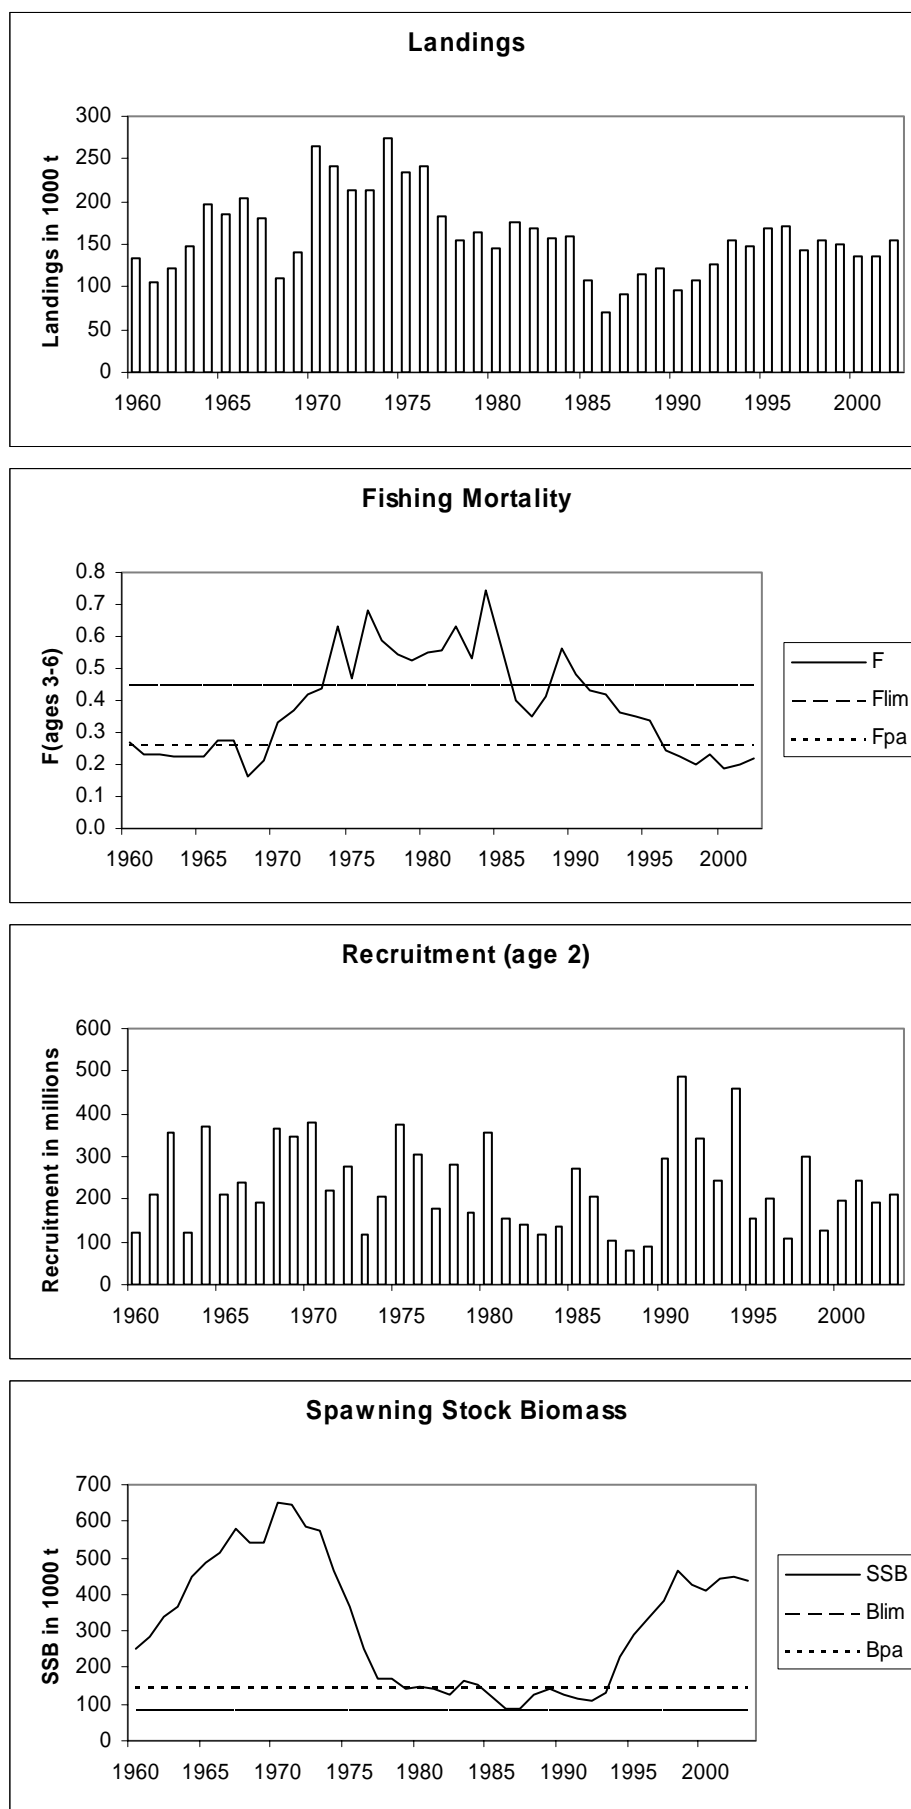 Landings
Landings in 1000 t
300
250
200
150
100
50
0
1960 1965 1970 1975 1980 1985 1990 1995 2000
Fishing Mortality
F(ages 3-6)
0.8
0.7
0.6
0.5
0.4
0.3
0.2
0.1
0.0
1960 1965 1970 1975 1980 1985 1990 1995 2000
F
Flim
Fpa
Recruitment (age 2)
Recruitment in millions
600
500
400
300
200
100
0
1960 1965 1970 1975 1980 1985 1990 1995 2000
Spawning Stock Biomass
SSB in 1000 t
700
600
500
400
300
200
100
0
1960 1965 1970 1975 1980 1985 1990 1995 2000
SSB
Blim
Bpa